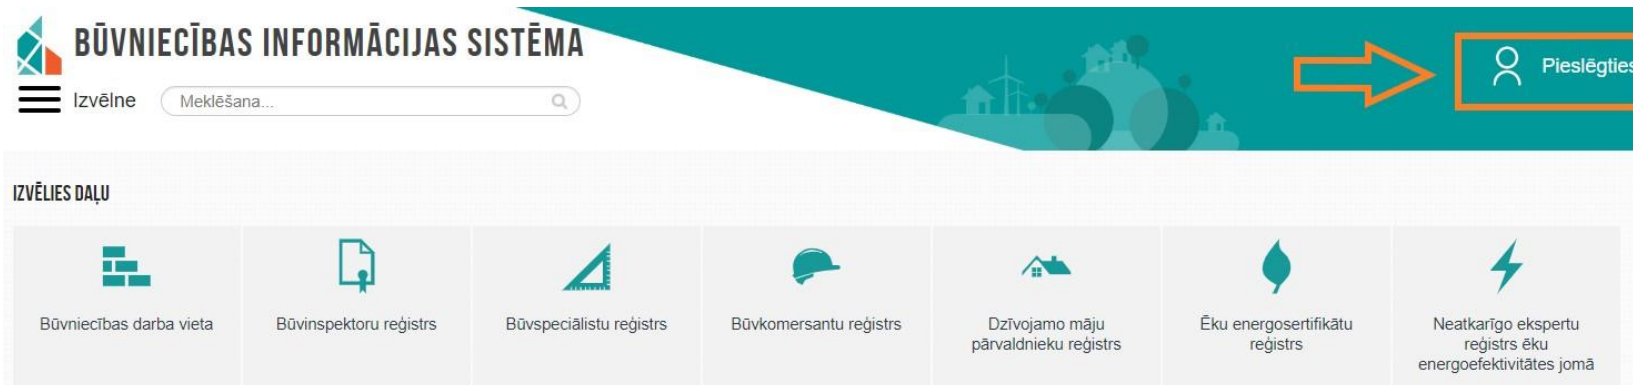 BŪVNIECĪBAS INFORMĀCIJAS SISTĒMA
Pieslēgties
Izvēlne
Meklēšana...
IZVĒLIES DAĻU
Būvniecības darba vieta
Būvinspektoru reģistrs
Būvspeciālistu reģistrs
Būvkomersantu reģistrs
Dzīvojamo māju
pārvaldnieku reģistrs
Ēku energosertifikātu
reģistrs
Neatkarīgo ekspertu
reģistrs ēku
energoefektivitātes jomā